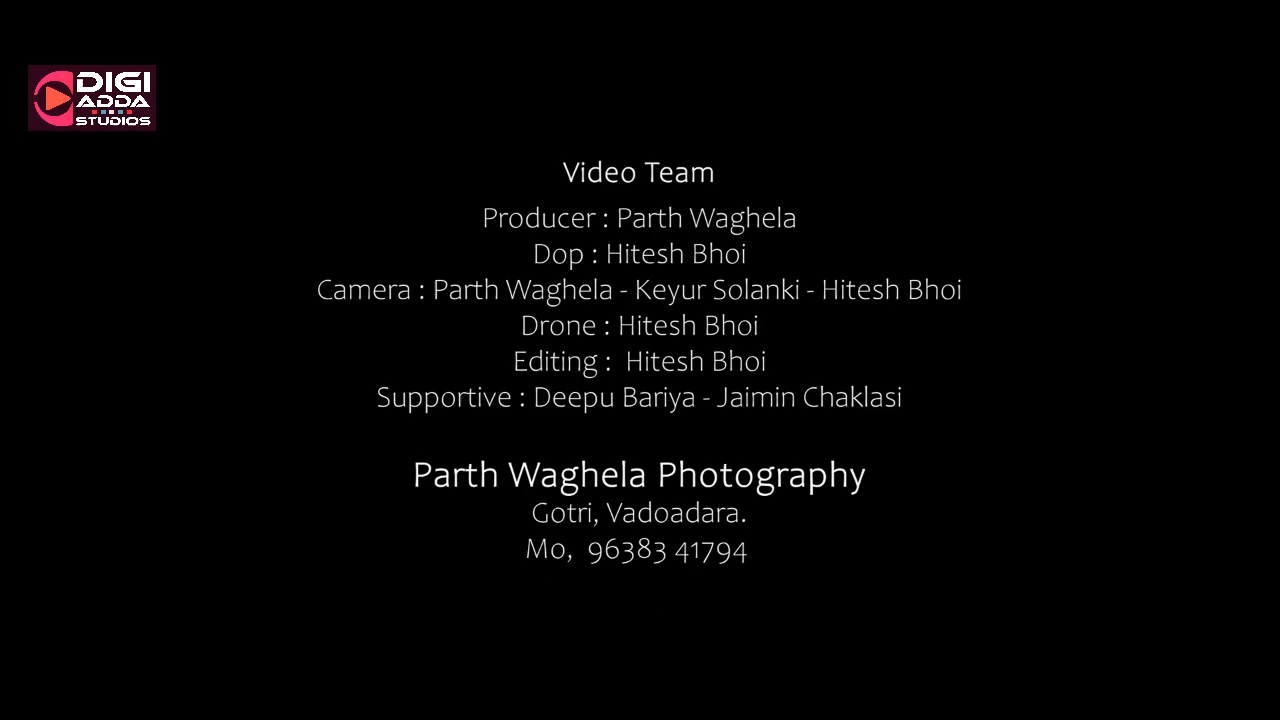 DIGI
ADDA
STUDIOS
Video Team
Producer : Parth Waghela
Dop : Hitesh Bhoi
Camera : Parth Waghela - Keyur Solanki - Hitesh Bhoi
Drone : Hitesh Bhoi
Editing :  Hitesh Bhoi
Supportive : Deepu Bariya - Jaimin Chaklasi
Parth Waghela Photography
Gotri, Vadoadara.
Mo,  96383 41794